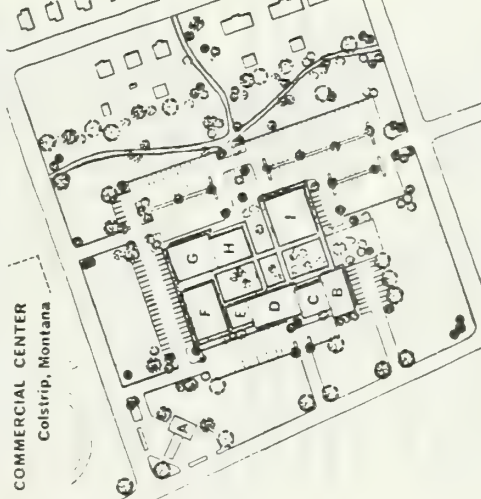 COMMERCIAL CENTER
Colstrip, Montana
A
B
C
D
E
F
G
H
I